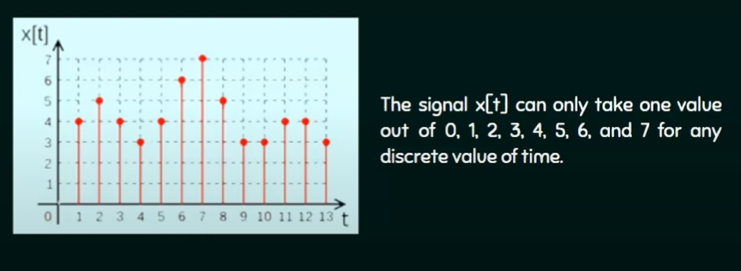 x[t]
7
6
5
4
3
2
1
0 1 2 3 4 5 6 7 8 9 10 11 12 13 t
The signal x[t] can only take one value
out of 0, 1, 2, 3, 4, 5, 6, and 7 for any
discrete value of time.